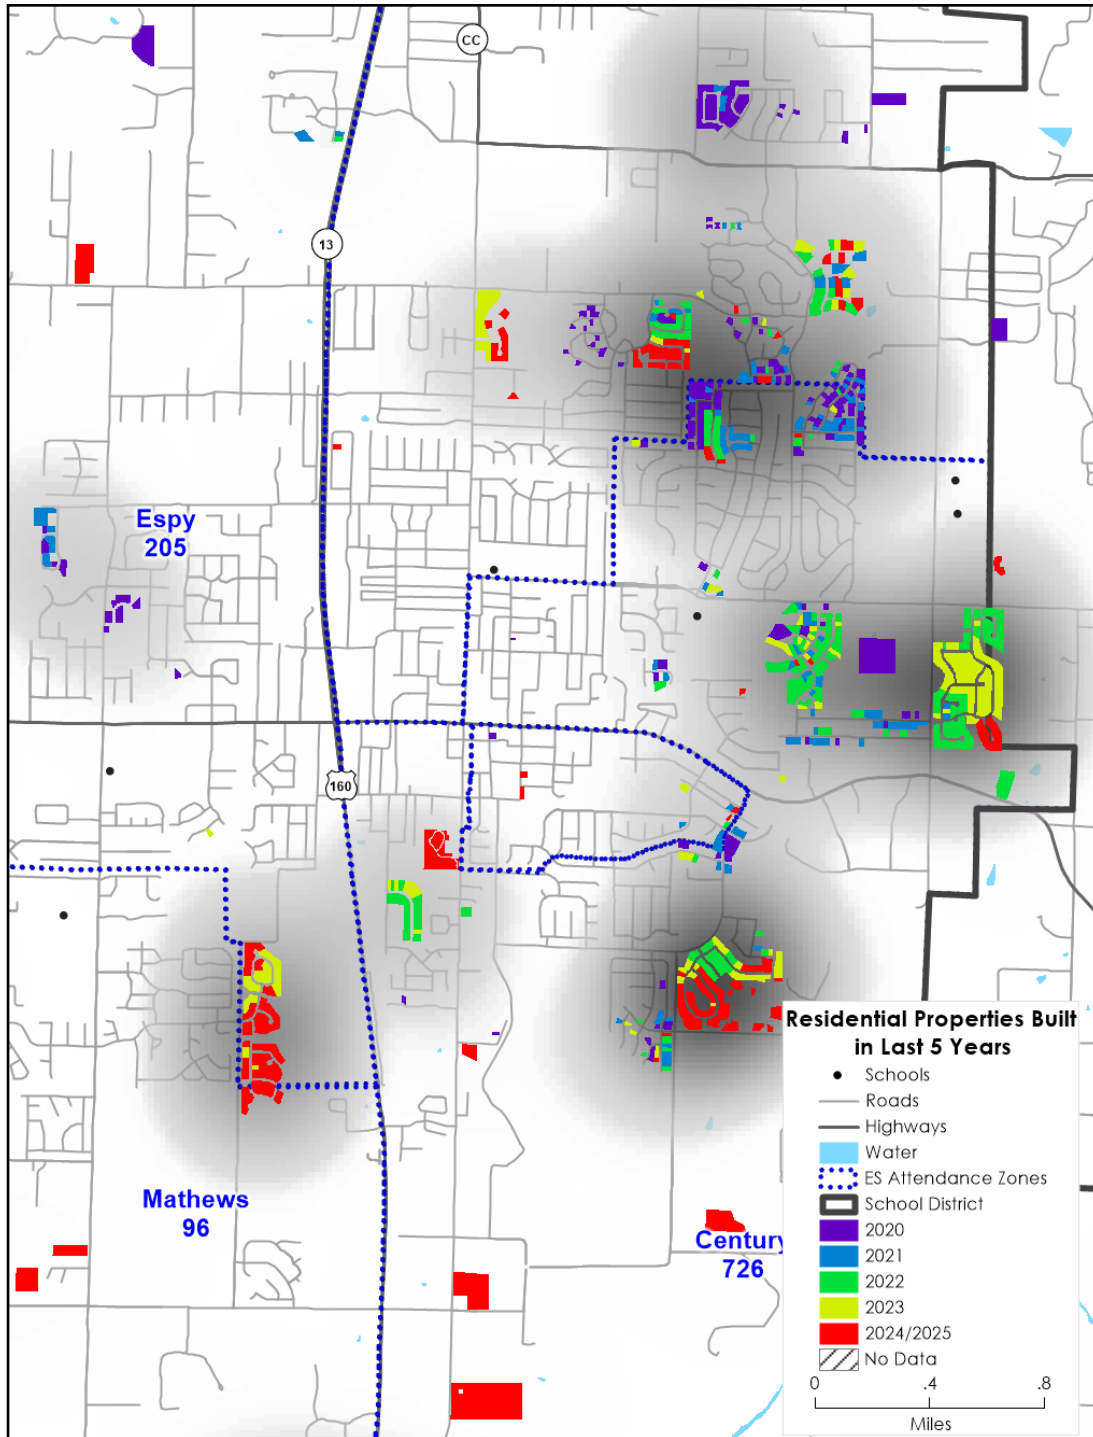 CC
13
Espy
205
160
Mathews
96
Century
726
Residential Properties Built
in Last 5 Years
Schools
Roads
Highways
Water
ES Attendance Zones
School District
2020
2021
2022
2023
2024/2025
No Data
0 .4 .8
Miles